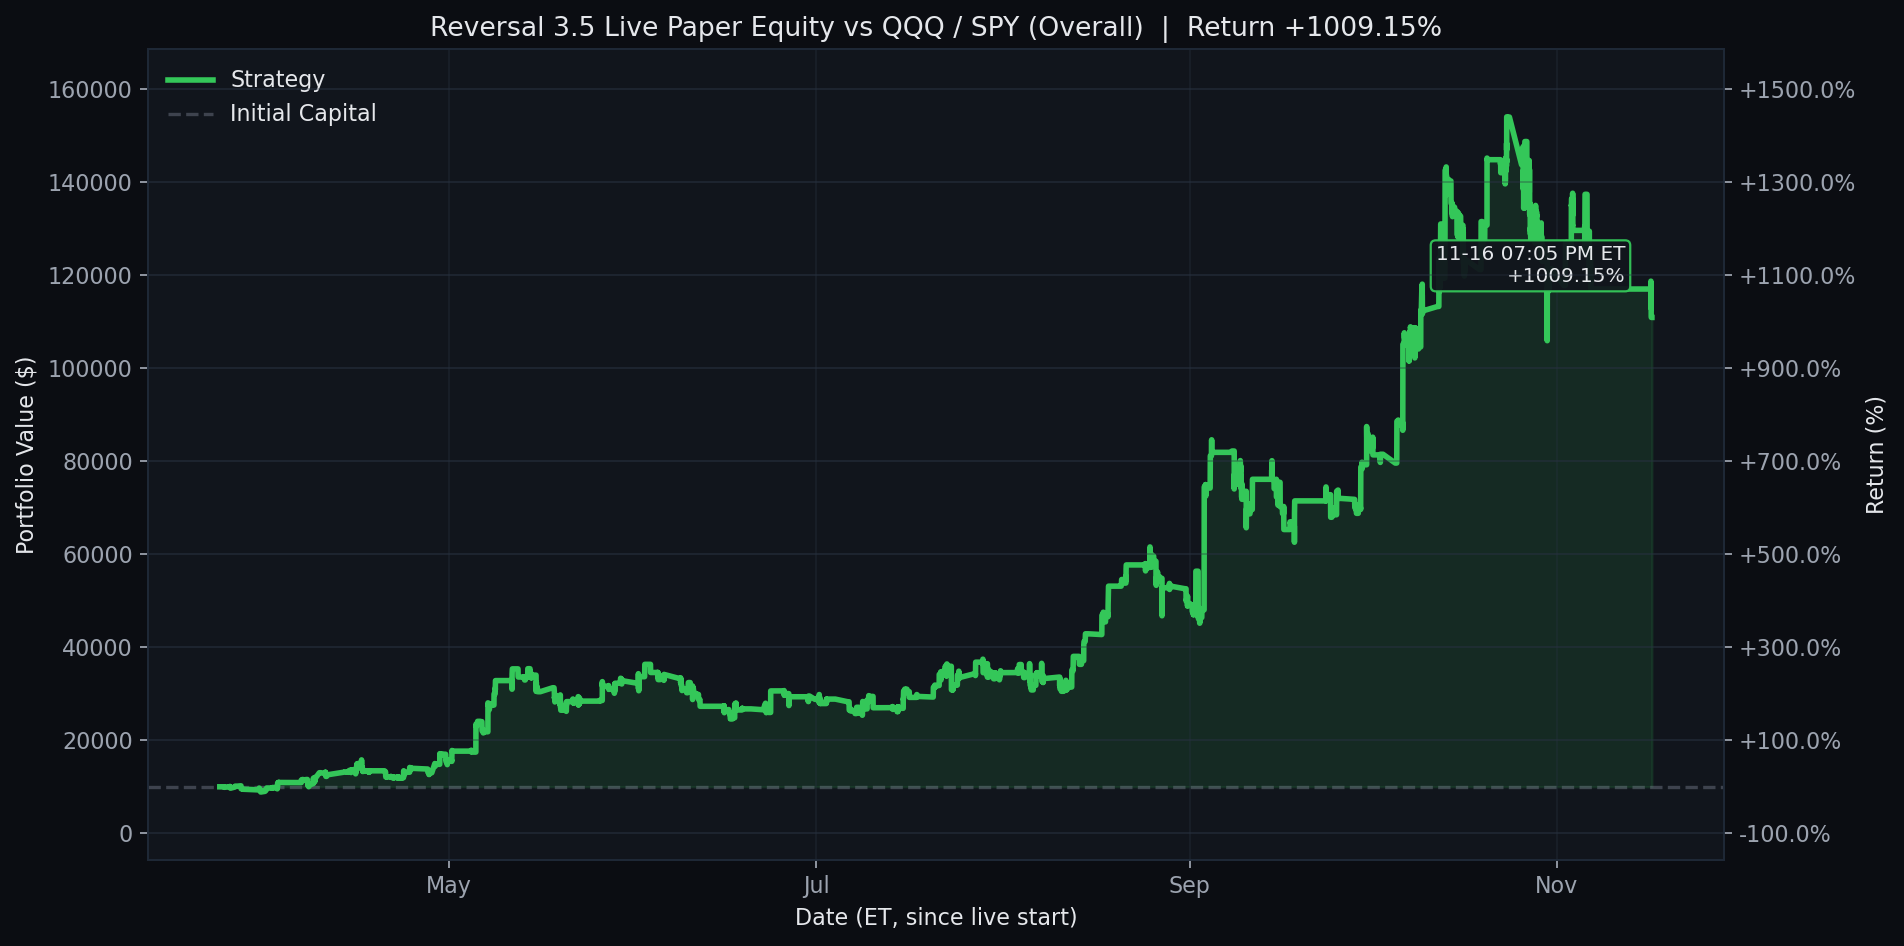 Reversal 3.5 Live Paper Equity vs QQQ / SPY (Overall) | Return +1009.15%
Strategy
Initial Capital
160000
140000
120000
100000
80000
60000
40000
20000
0
Portfolio Value ($)
+1500.0%
+1300.0%
+1100.0%
+900.0%
+700.0%
+500.0%
+300.0%
+100.0%
-100.0%
Return (%)
11-16 07:05 PM ET
+1009.15%
May
Jul
Sep
Nov
Date (ET, since live start)